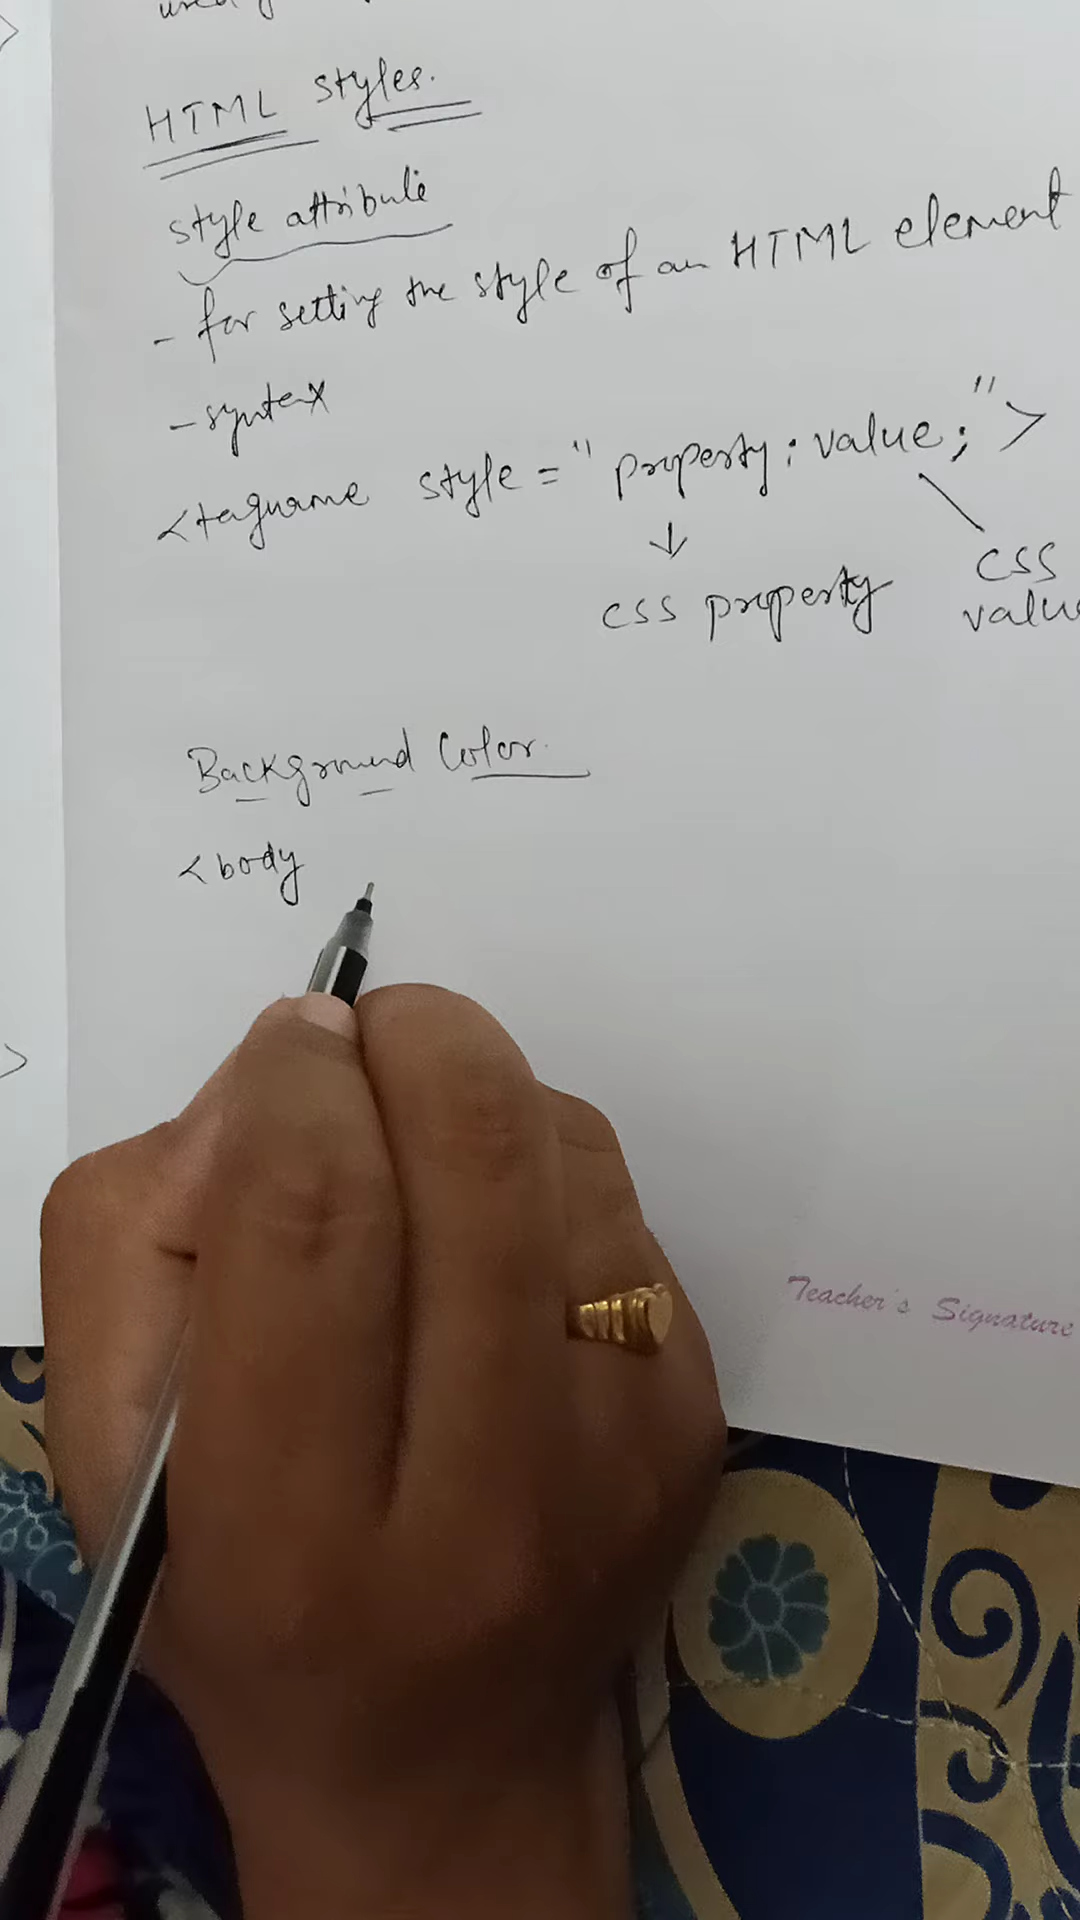 HTML styles.
style attribute
- for setting the style of an HTML element
- syntax
<tagname style = "property : value ; ">
↓
css property
css
value
Background Color.
<body
Teacher's Signature